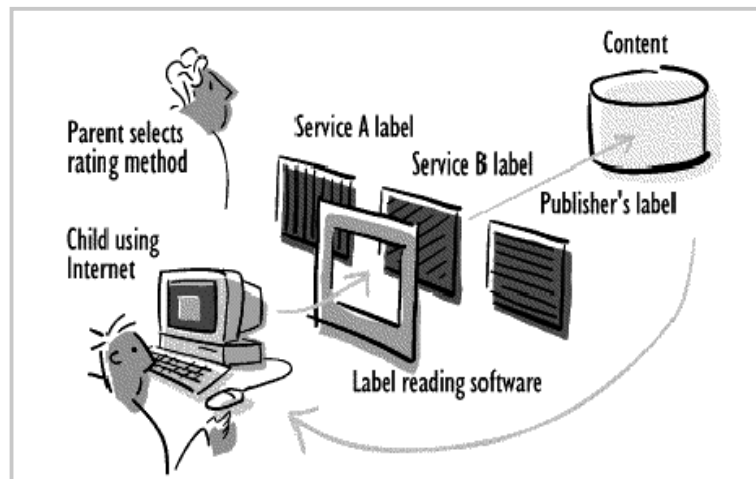 Content
Parent selects
rating method
Service A label
Service B label
Publisher's label
Child using
Internet
Label reading software